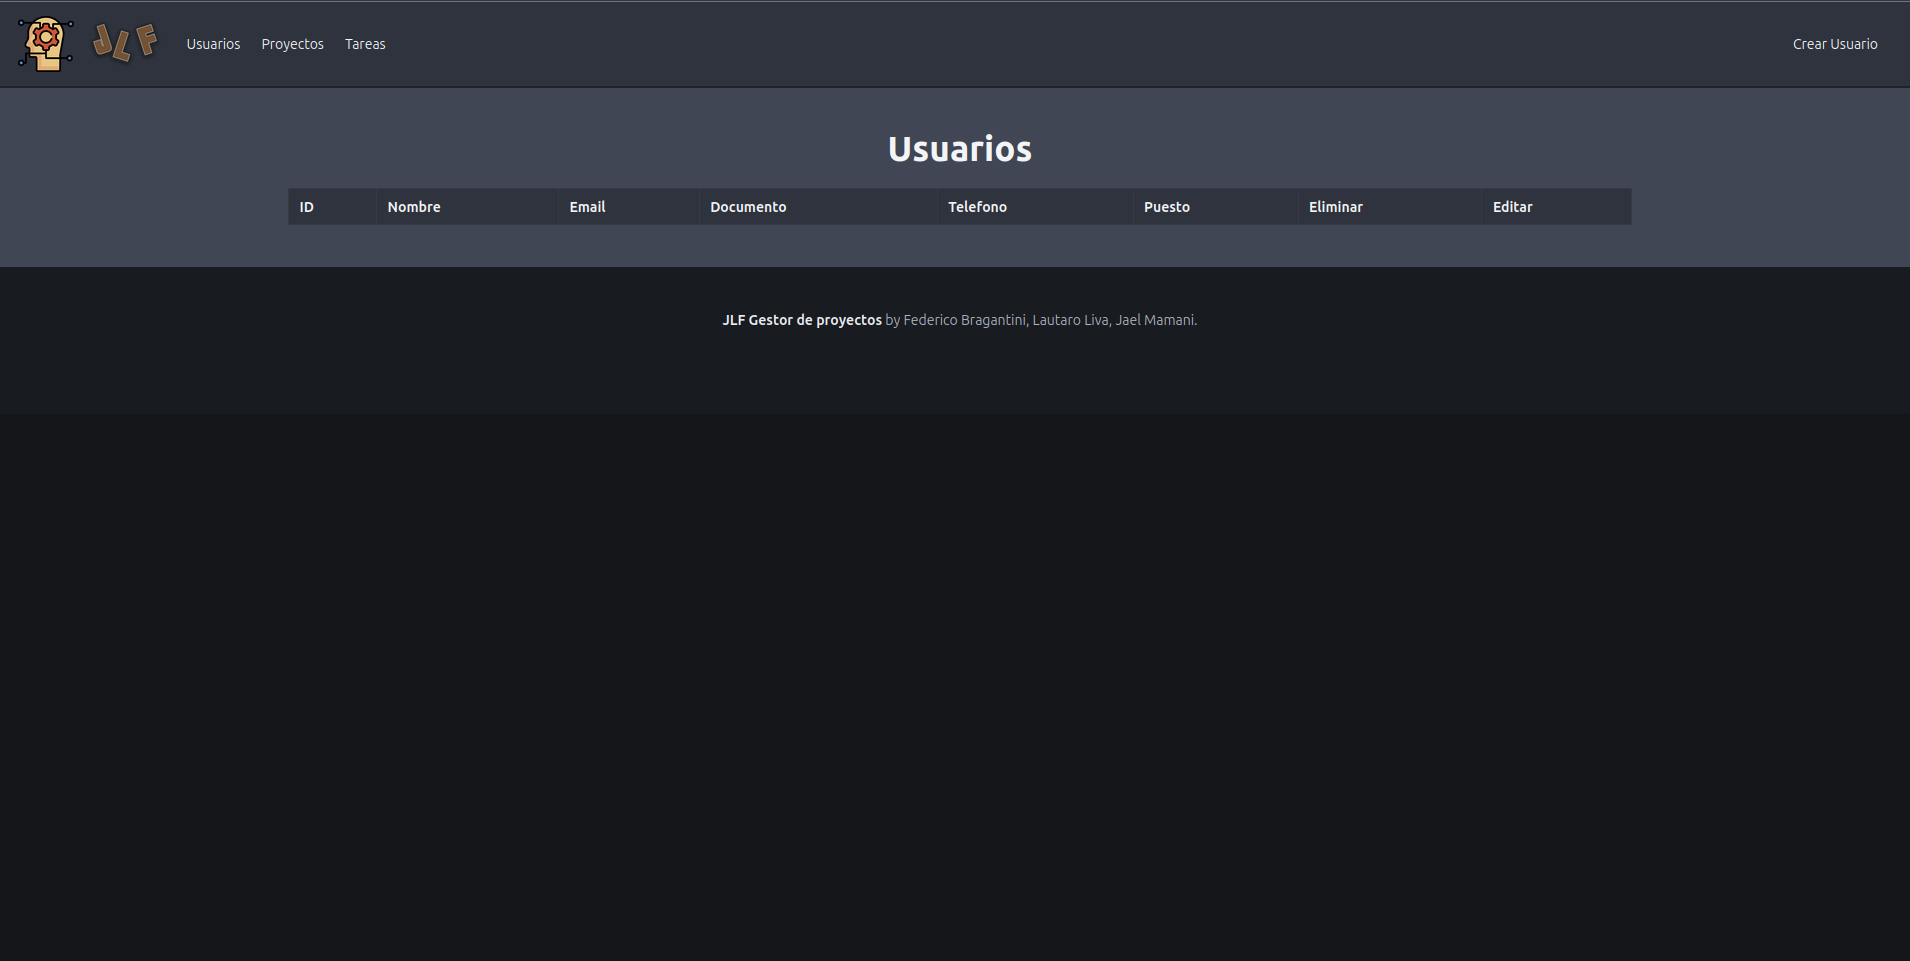 JLF
Usuarios Proyectos Tareas Crear Usuario
Usuarios
ID Nombre Email Documento Telefono Puesto Eliminar Editar
JLF Gestor de proyectos by Federico Bragantini, Lautaro Liva, Jael Mamani.